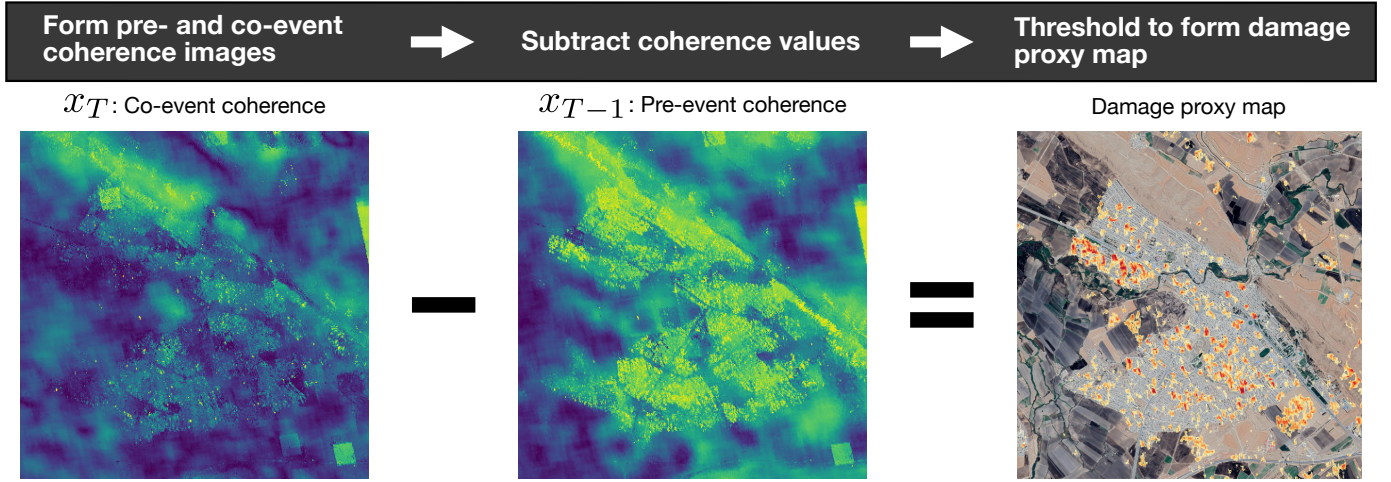 Form pre- and co-event
coherence images
Subtract coherence values
Threshold to form damage
proxy map
x_T: Co-event coherence
x_{T-1}: Pre-event coherence
Damage proxy map